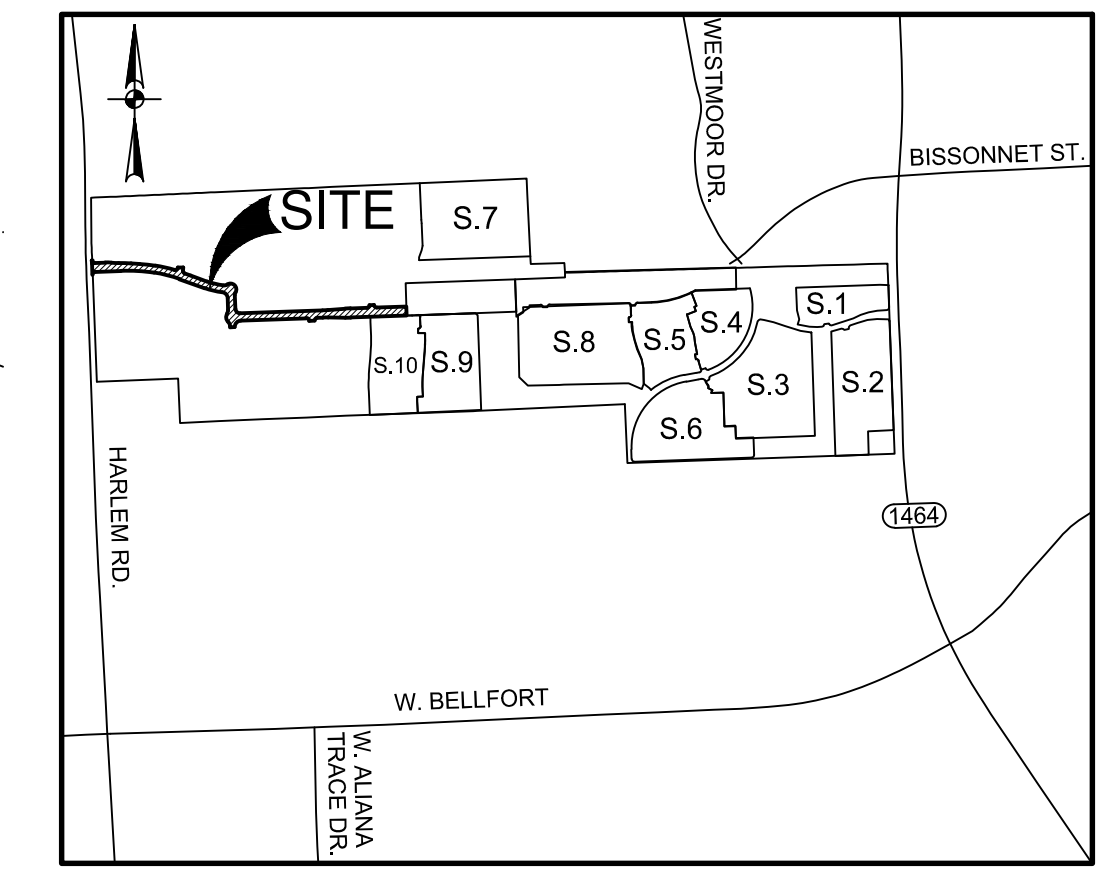 WESTMOOR DR.
BISSONNET ST.
SITE
S.7
S.1
S.4
S.8
S.5
S.10
S.9
S.3
S.2
S.6
HARLEM RD.
1464
W. BELLFORT
W. ALIANA
TRACE DR.